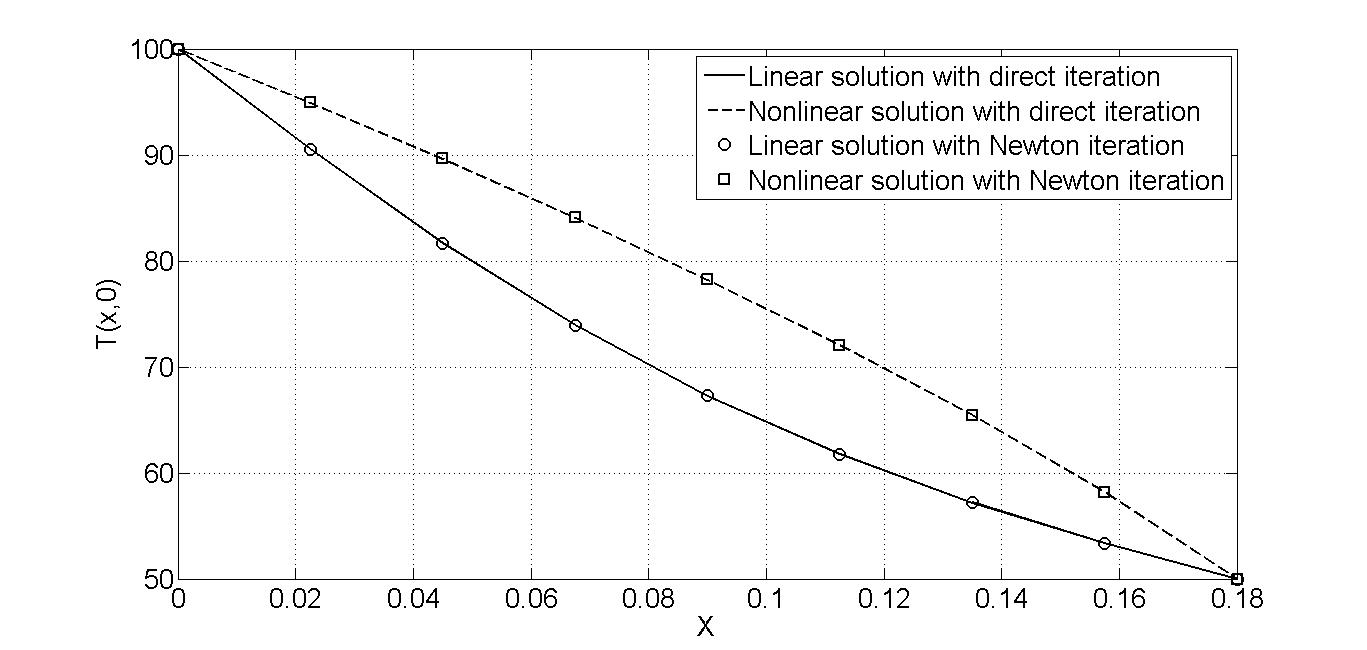 100
90
80
70
60
50
T(x,0)
Linear solution with direct iteration
Nonlinear solution with direct iteration
Linear solution with Newton iteration
Nonlinear solution with Newton iteration
0 0.02 0.04 0.06 0.08 0.1 0.12 0.14 0.16 0.18
X